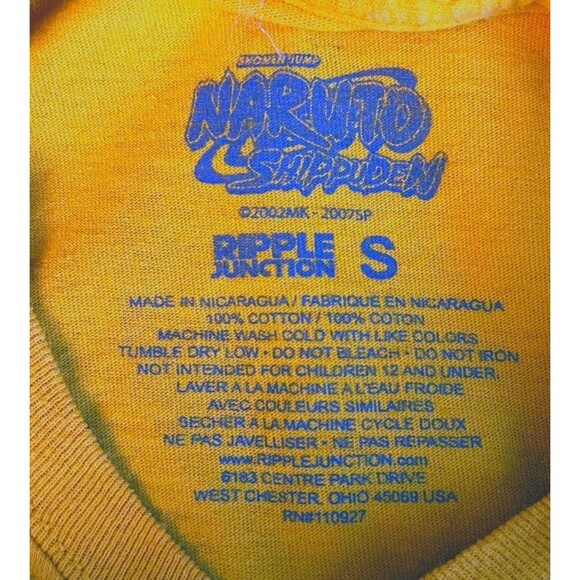 SHONEN JUMP
NARUTO
SHIPPUDEN
©2002MK - 2007SP
RIPPLE JUNCTION S
MADE IN NICARAGUA / FABRIQUE EN NICARAGUA
100% COTTON / 100% COTON
MACHINE WASH COLD WITH LIKE COLORS
TUMBLE DRY LOW • DO NOT BLEACH • DO NOT IRON
NOT INTENDED FOR CHILDREN 12 AND UNDER.
LAVER A LA MACHINE A L'EAU FROIDE
AVEC COULEURS SIMILAIRES
SECHER A LA MACHINE CYCLE DOUX
NE PAS JAVELLISER • NE PAS REPASSER
www.RIPPLEJUNCTION.com
6183 CENTRE PARK DRIVE
WEST CHESTER, OHIO 45069 USA
RN#110927